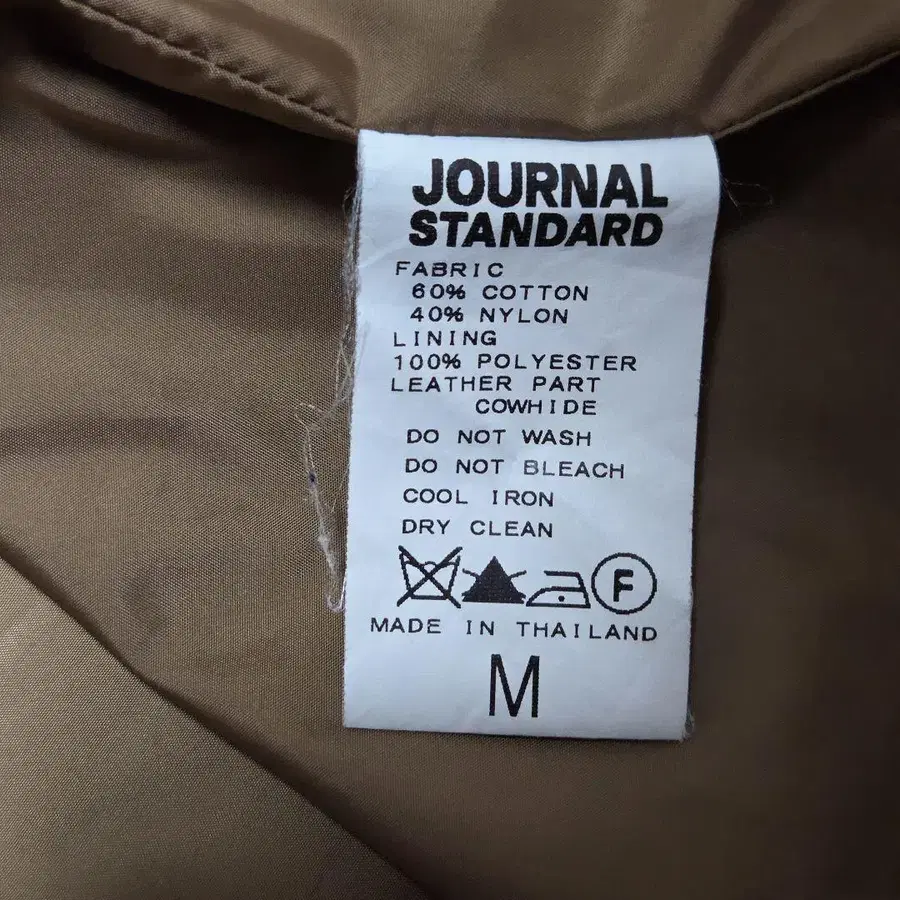 JOURNAL
STANDARD
FABRIC
60% COTTON
40% NYLON
LINING
100% POLYESTER
LEATHER PART
COWHIDE
DO NOT WASH
DO NOT BLEACH
COOL IRON
DRY CLEAN
F
MADE IN THAILAND
M